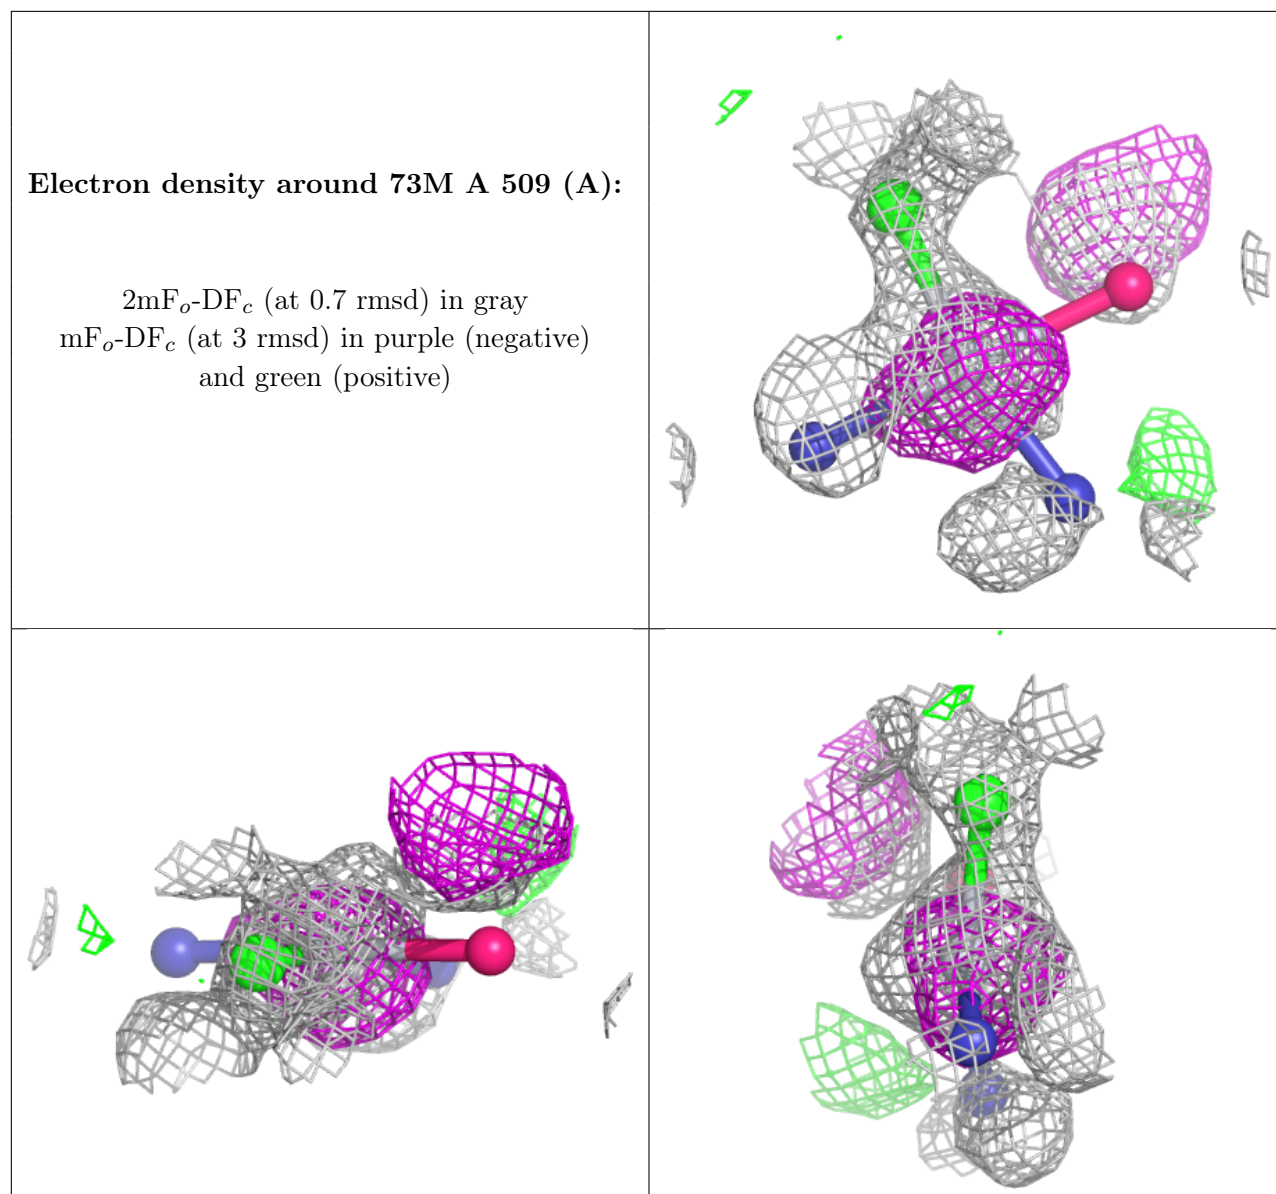 Electron density around 73M A 509 (A):
2mFo-DFc (at 0.7 rmsd) in gray
mFo-DFc (at 3 rmsd) in purple (negative)
and green (positive)